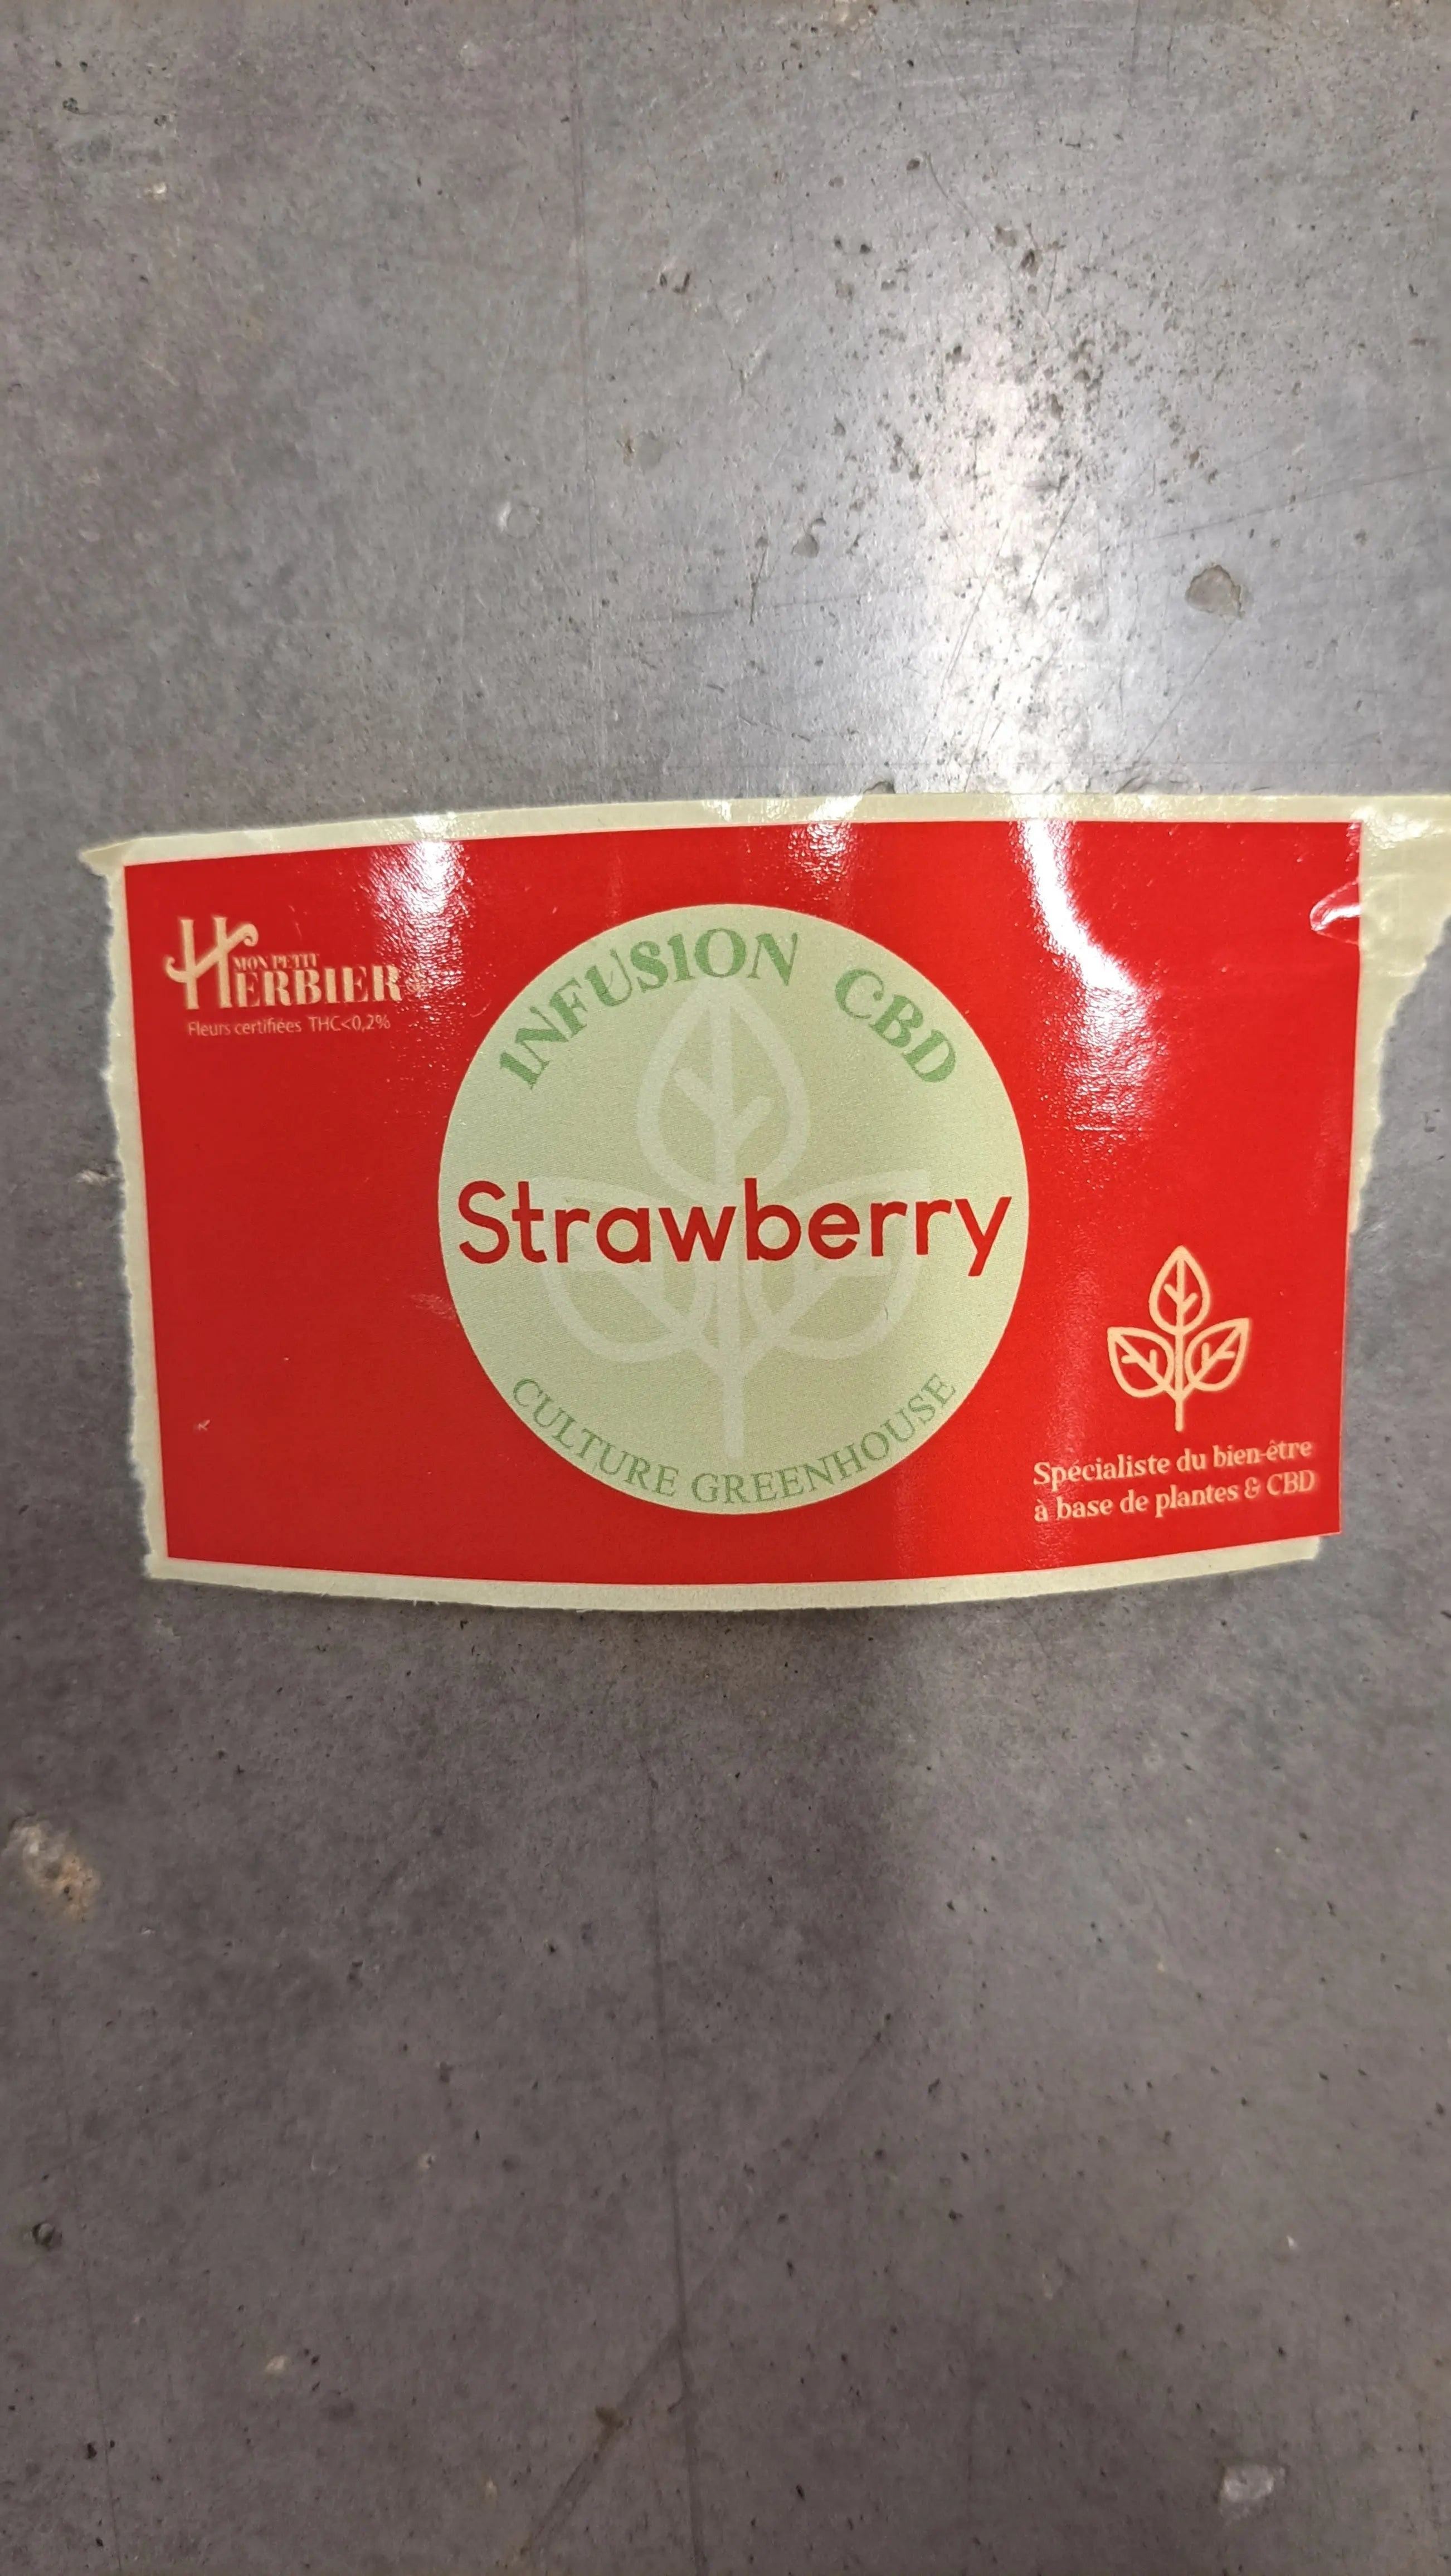 MON PETIT
HERBIER
Fleurs certifiées THC<0,2%
INFUSION CBD
Strawberry
CULTURE GREENHOUSE
Spécialiste du bien-être
à base de plantes & CBD